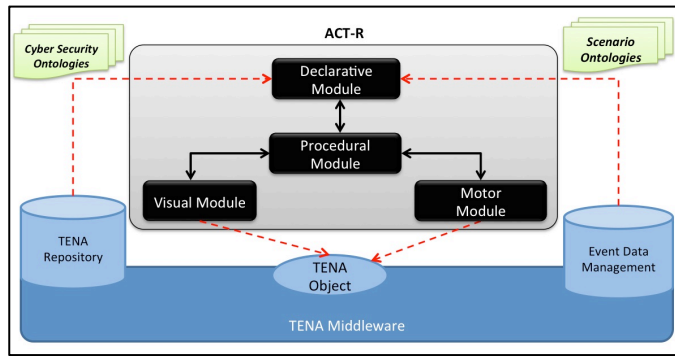 ACT-R
Cyber Security
Ontologies
Scenario
Ontologies
Declarative
Module
Procedural
Module
Visual Module
Motor
Module
TENA
Repository
TENA
Object
Event Data
Management
TENA Middleware